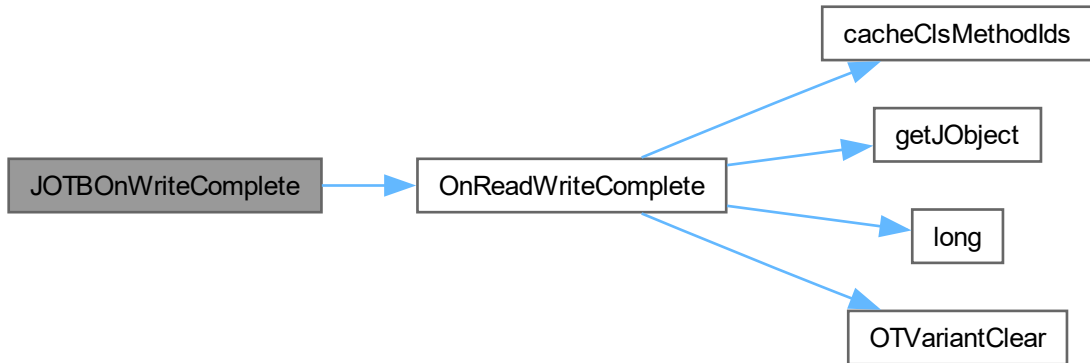 JOTBOnWriteComplete
OnReadWriteComplete
cacheClsMethodIds
getJObject
long
OTVariantClear